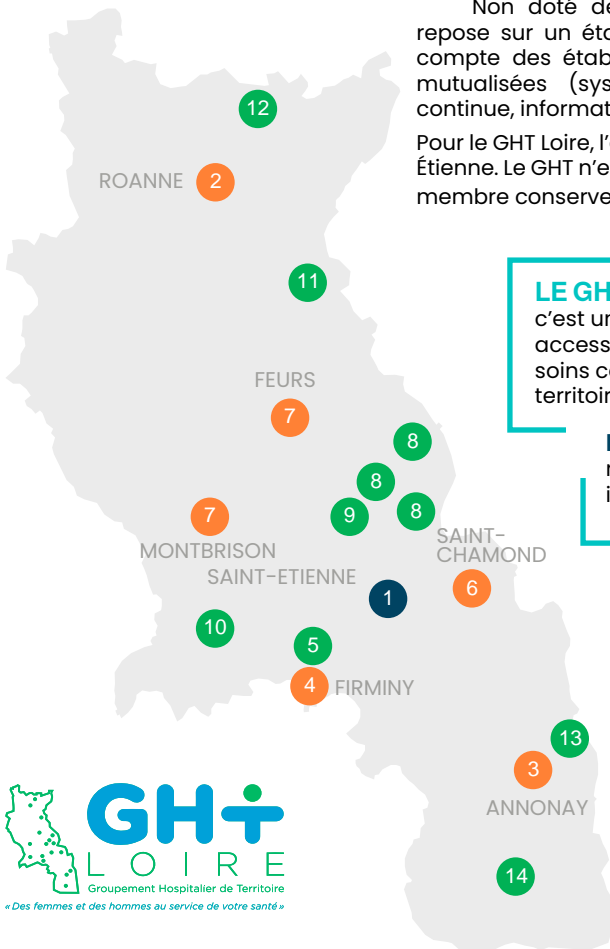 Non doté de
repose sur un éta
compte des établ
mutualisées (sys
continue, informat
Pour le GHT Loire, l'
Étienne. Le GHT n'e
membre conserve
12
ROANNE 2
11
LE GH
c'est un
access
soins c
territoir
FEURS
7
8
8
9
8
7
MONTBRISON
SAINT-
CHAMOND
SAINT-ETIENNE
1
6
10
5
4 FIRMINY
13
3
ANNONAY
14
GHT
LOIRE
Groupement Hospitalier de Territoire
« Des femmes et des hommes au service de votre santé »